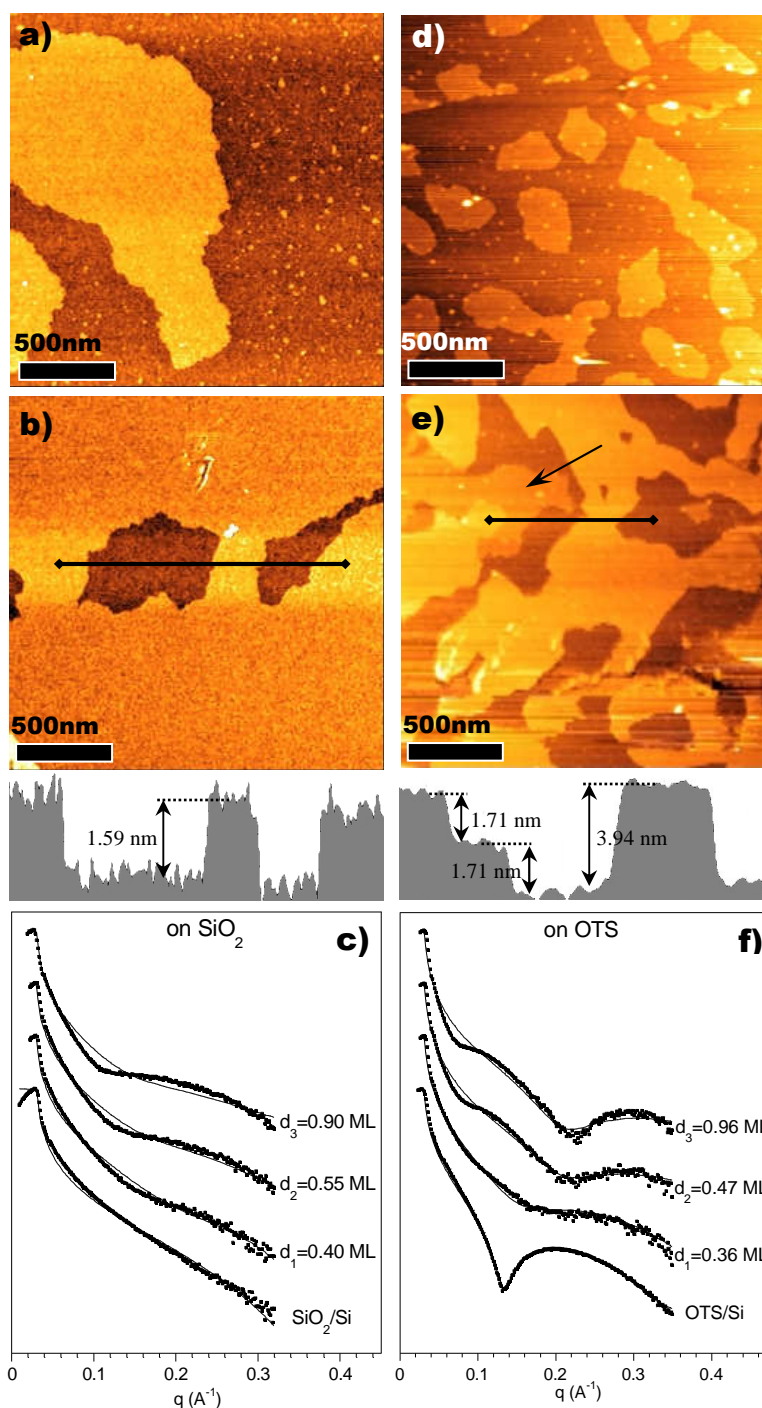 a)
500nm
d)
500nm
b)
500nm
e)
500nm
1.59 nm
1.71 nm
1.71 nm
3.94 nm
on SiO₂
c)
d₃=0.90 ML
d₂=0.55 ML
d₁=0.40 ML
SiO₂/Si
0
0.1
0.2
0.3
0.4
q (A⁻¹)
on OTS
f)
d₃=0.96 ML
d₂=0.47 ML
d₁=0.36 ML
OTS/Si
0
0.1
0.2
0.3
0.4
q (A⁻¹)